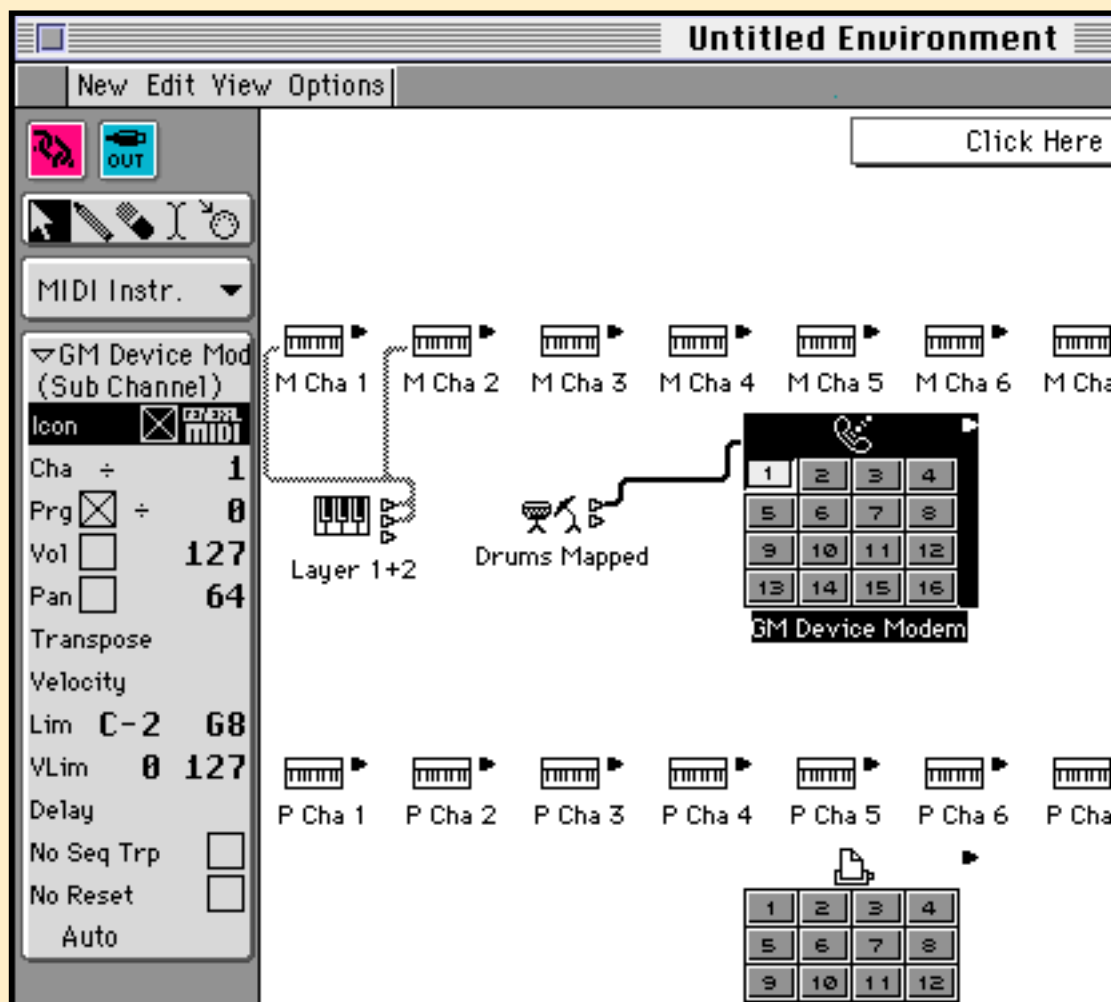 Untitled Environment
New Edit View Options
OUT
Click Here
MIDI Instr.
GM Device Mod
(Sub Channel)
Icon GENERAL MIDI
Cha ÷ 1
Prg ÷ 0
Vol 127
Pan 64
Transpose
Velocity
Lim C-2 G8
VLim 0 127
Delay
No Seq Trp
No Reset
Auto
M Cha 1 M Cha 2 M Cha 3 M Cha 4 M Cha 5 M Cha 6 M Cha
Layer 1+2
Drums Mapped
1 2 3 4
5 6 7 8
9 10 11 12
13 14 15 16
GM Device Modem
P Cha 1 P Cha 2 P Cha 3 P Cha 4 P Cha 5 P Cha 6 P Cha
1 2 3 4
5 6 7 8
9 10 11 12